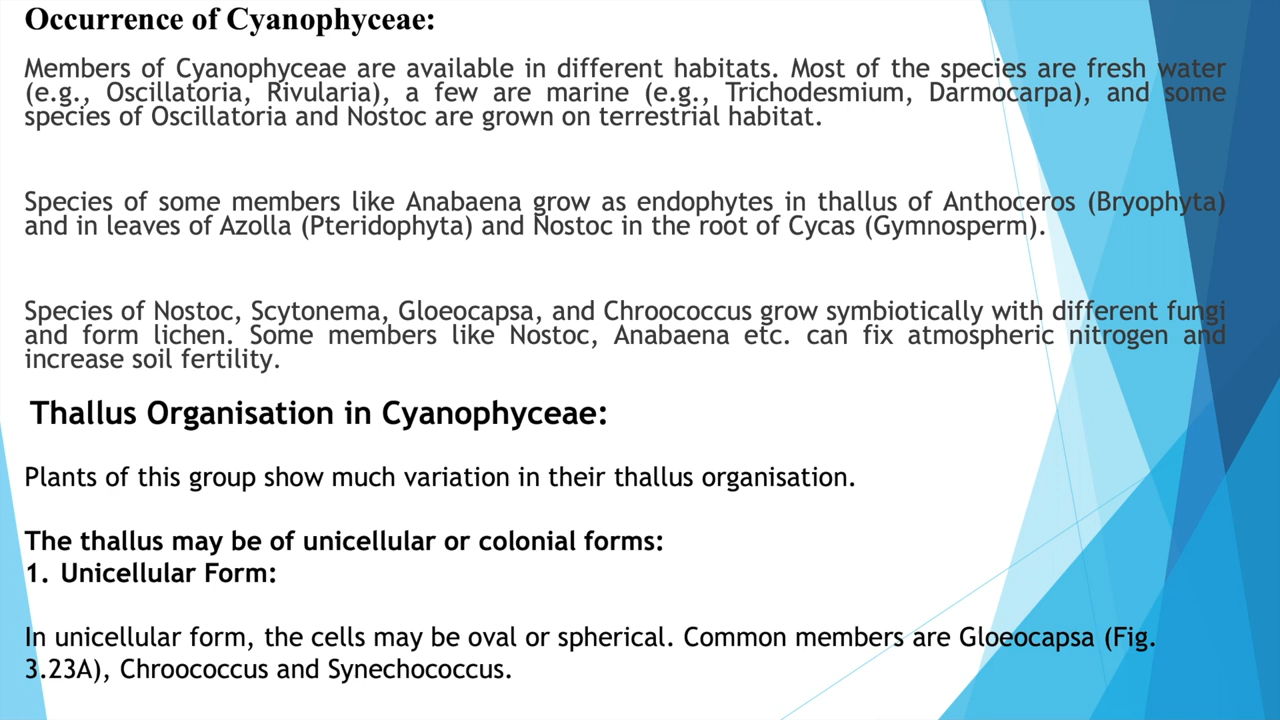 Occurrence of Cyanophyceae:
Members of Cyanophyceae are available in different habitats. Most of the species are fresh water
(e.g., Oscillatoria, Rivularia), a few are marine (e.g., Trichodesmium, Darmocarpa), and some
species of Oscillatoria and Nostoc are grown on terrestrial habitat.
Species of some members like Anabaena grow as endophytes in thallus of Anthoceros (Bryophyta)
and in leaves of Azolla (Pteridophyta) and Nostoc in the root of Cycas (Gymnosperm).
Species of Nostoc, Scytonema, Gloeocapsa, and Chroococcus grow symbiotically with different fungi
and form lichen. Some members like Nostoc, Anabaena etc. can fix atmospheric nitrogen and
increase soil fertility.
Thallus Organisation in Cyanophyceae:
Plants of this group show much variation in their thallus organisation.
The thallus may be of unicellular or colonial forms:
1. Unicellular Form:
In unicellular form, the cells may be oval or spherical. Common members are Gloeocapsa (Fig.
3.23A), Chroococcus and Synechococcus.